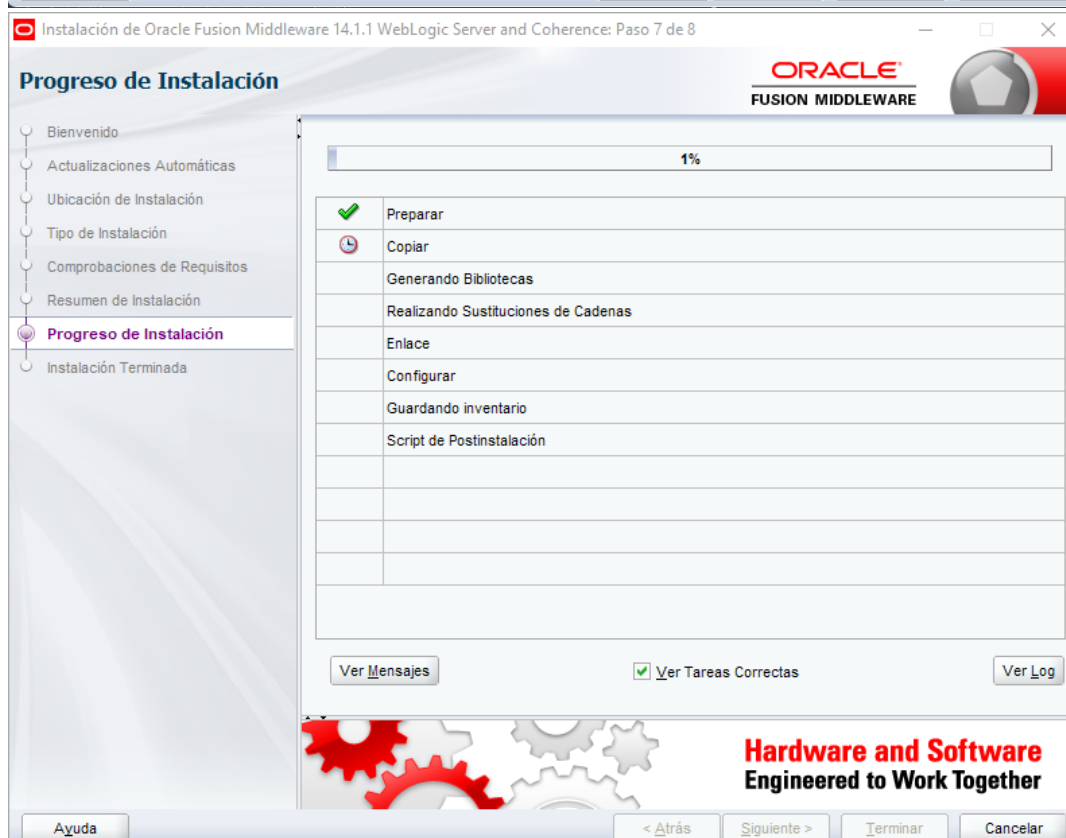 Instalación de Oracle Fusion Middleware 14.1.1 WebLogic Server and Coherence: Paso 7 de 8
Progreso de Instalación
ORACLE
FUSION MIDDLEWARE
Bienvenido
Actualizaciones Automáticas
Ubicación de Instalación
Tipo de Instalación
Comprobaciones de Requisitos
Resumen de Instalación
Progreso de Instalación
Instalación Terminada
1%
Preparar
Copiar
Generando Bibliotecas
Realizando Sustituciones de Cadenas
Enlace
Configurar
Guardando inventario
Script de Postinstalación
Ver Mensajes
Ver Tareas Correctas
Ver Log
Hardware and Software
Engineered to Work Together
Ayuda
< Atrás
Siguiente >
Terminar
Cancelar